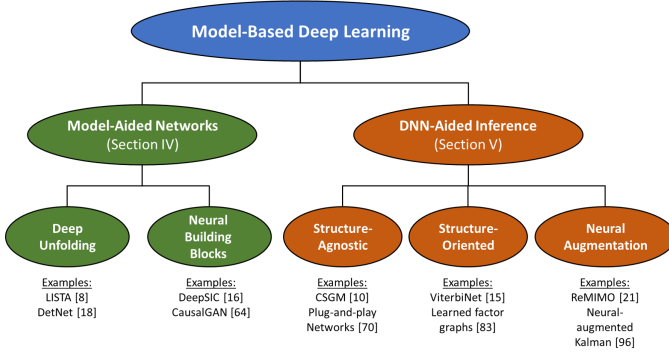 Model-Based Deep Learning
Model-Aided Networks
(Section IV)
DNN-Aided Inference
(Section V)
Deep
Unfolding
Neural
Building
Blocks
Structure-
Agnostic
Structure-
Oriented
Neural
Augmentation
Examples:
LISTA [8]
DetNet [18]
Examples:
DeepSIC [16]
CausalGAN [64]
Examples:
CSGM [10]
Plug-and-play
Networks [70]
Examples:
ViterbiNet [15]
Learned factor
graphs [83]
Examples:
ReMIMO [21]
Neural-
augmented
Kalman [96]